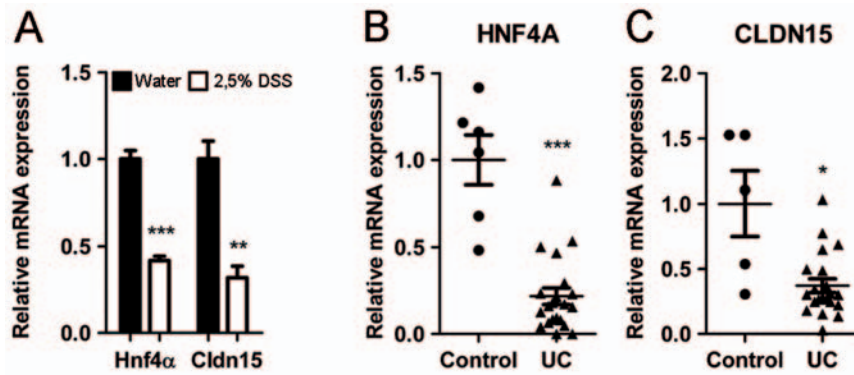 A
Relative mRNA expression
1.5
1.0
0.5
0.0
Water 2,5% DSS
***
**
Hnf4α Cldn15
B
HNF4A
Relative mRNA expression
1.5
1.0
0.5
0.0
***
Control UC
C
CLDN15
Relative mRNA expression
2.0
1.5
1.0
0.5
0.0
*
Control UC